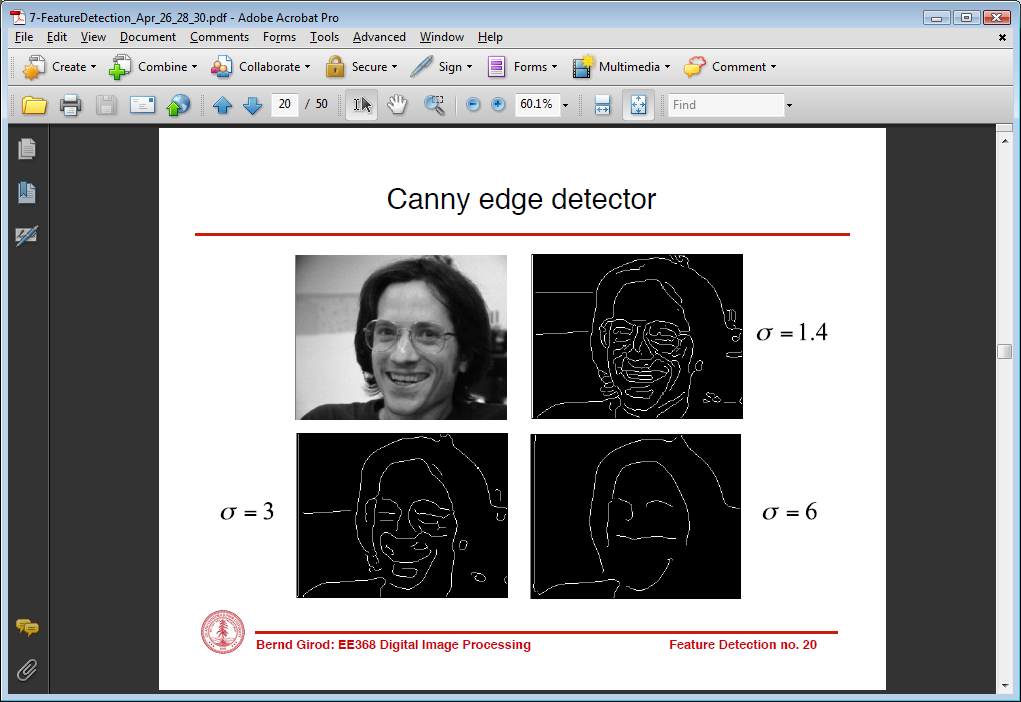 7-FeatureDetection_Apr_26_28_30.pdf - Adobe Acrobat Pro
File Edit View Document Comments Forms Tools Advanced Window Help
Create Combine Collaborate Secure Sign Forms Multimedia Comment
20 / 50 60.1% Find
Canny edge detector
σ = 1.4
σ = 3
σ = 6
Bernd Girod: EE368 Digital Image Processing Feature Detection no. 20